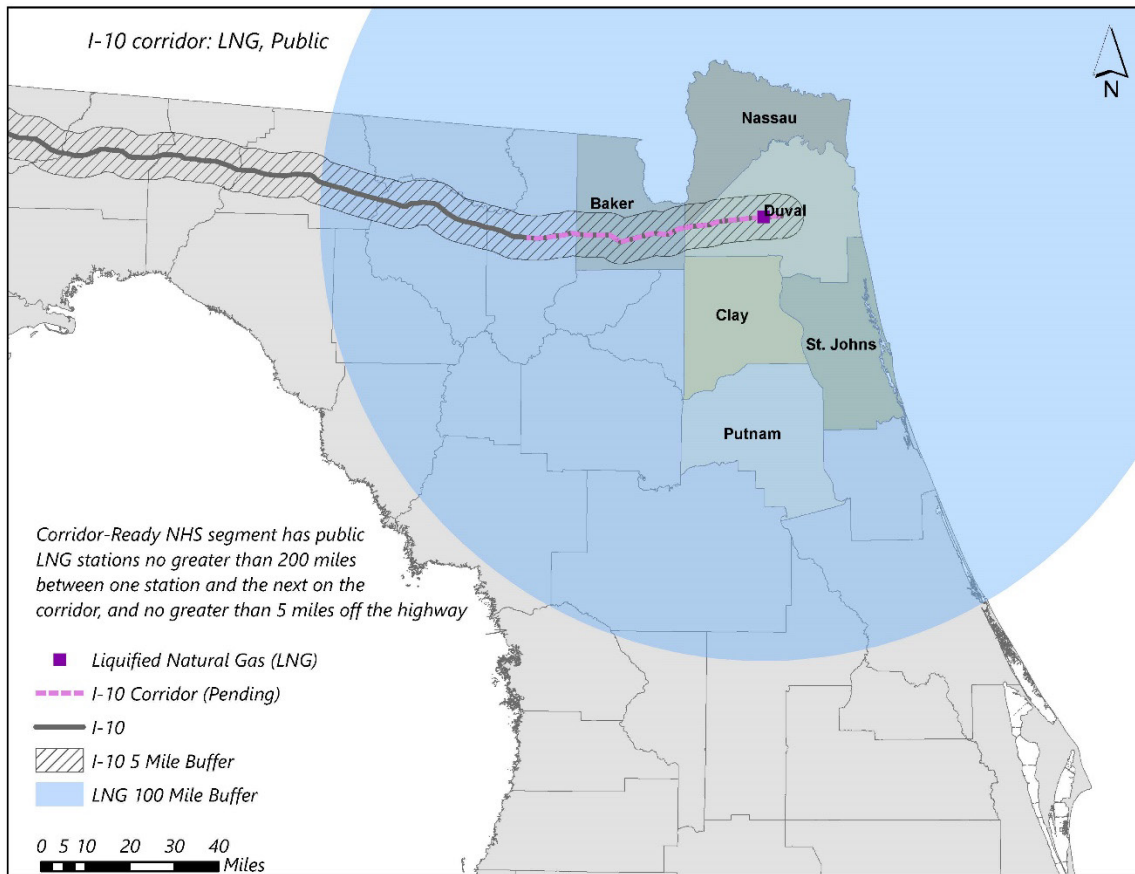 I-10 corridor: LNG, Public
N
Nassau
Baker
Duval
Clay
St. Johns
Putnam
Corridor-Ready NHS segment has public
LNG stations no greater than 200 miles
between one station and the next on the
corridor, and no greater than 5 miles off the highway
Liquified Natural Gas (LNG)
I-10 Corridor (Pending)
I-10
I-10 5 Mile Buffer
LNG 100 Mile Buffer
0 5 10 20 30 40
Miles